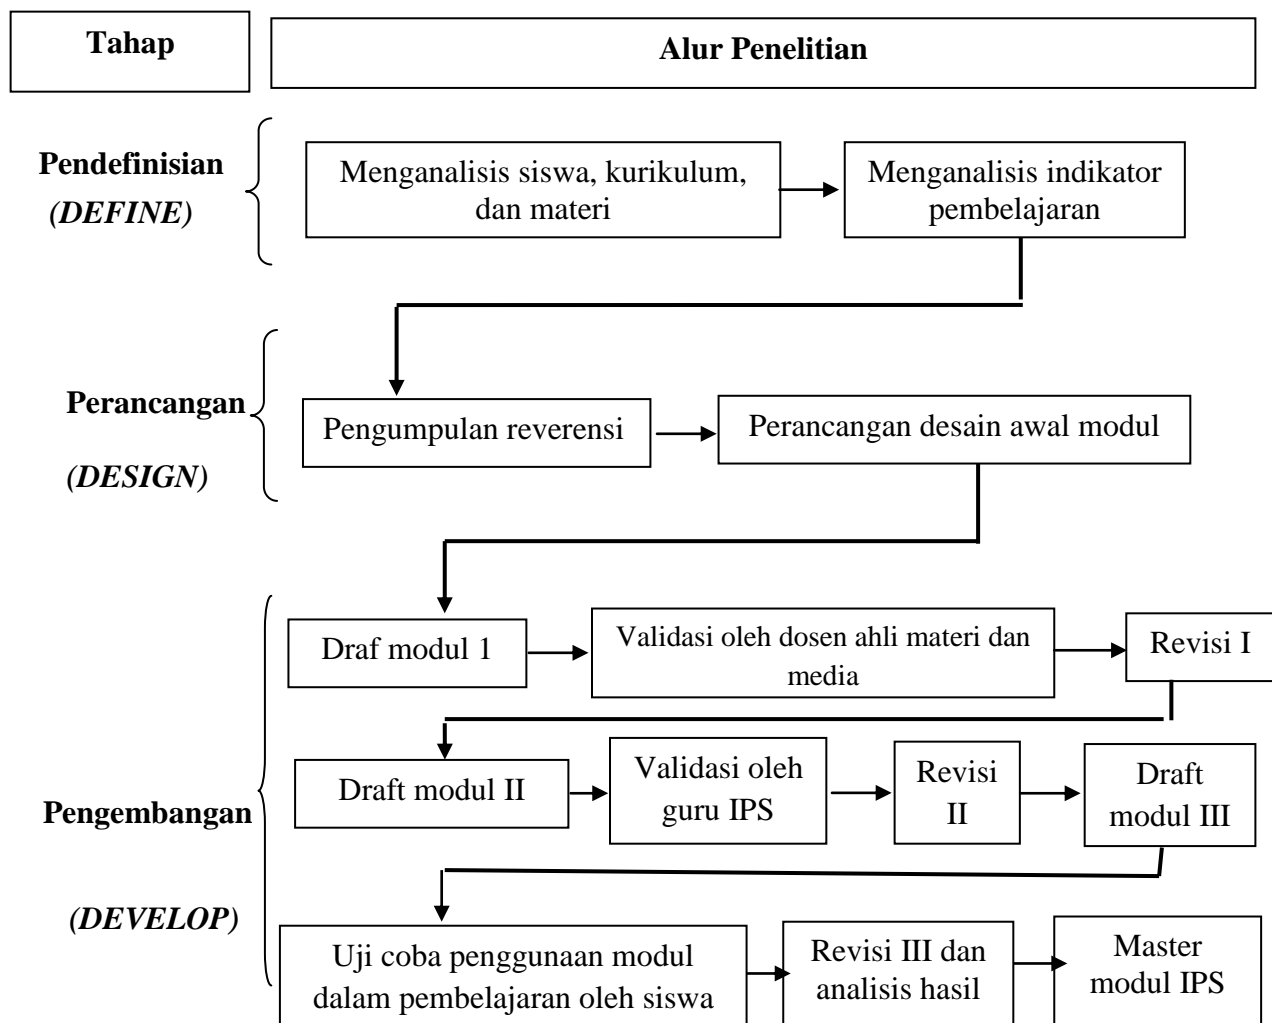 Tahap
Alur Penelitian
Pendefinisian
(DEFINE)
Menganalisis siswa, kurikulum,
dan materi
Menganalisis indikator
pembelajaran
Perancangan
(DESIGN)
Pengumpulan reverensi
Perancangan desain awal modul
Pengembangan
(DEVELOP)
Draf modul 1
Validasi oleh dosen ahli materi dan
media
Revisi I
Draft modul II
Validasi oleh
guru IPS
Revisi
II
Draft
modul III
Uji coba penggunaan modul
dalam pembelajaran oleh siswa
Revisi III dan
analisis hasil
Master
modul IPS